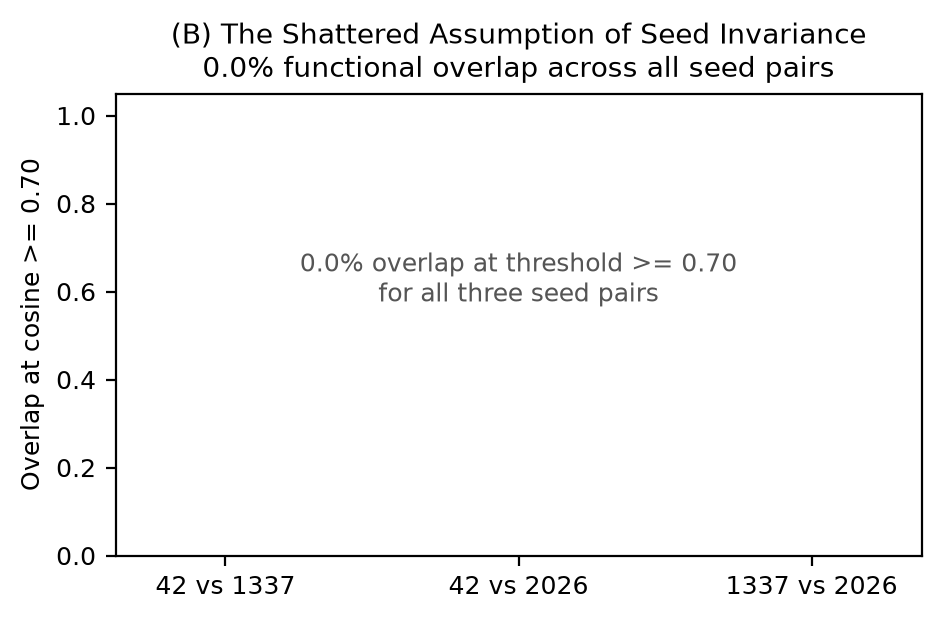 (B) The Shattered Assumption of Seed Invariance
0.0% functional overlap across all seed pairs
Overlap at cosine >= 0.70
1.0
0.8
0.6
0.4
0.2
0.0
0.0% overlap at threshold >= 0.70
for all three seed pairs
42 vs 1337
42 vs 2026
1337 vs 2026